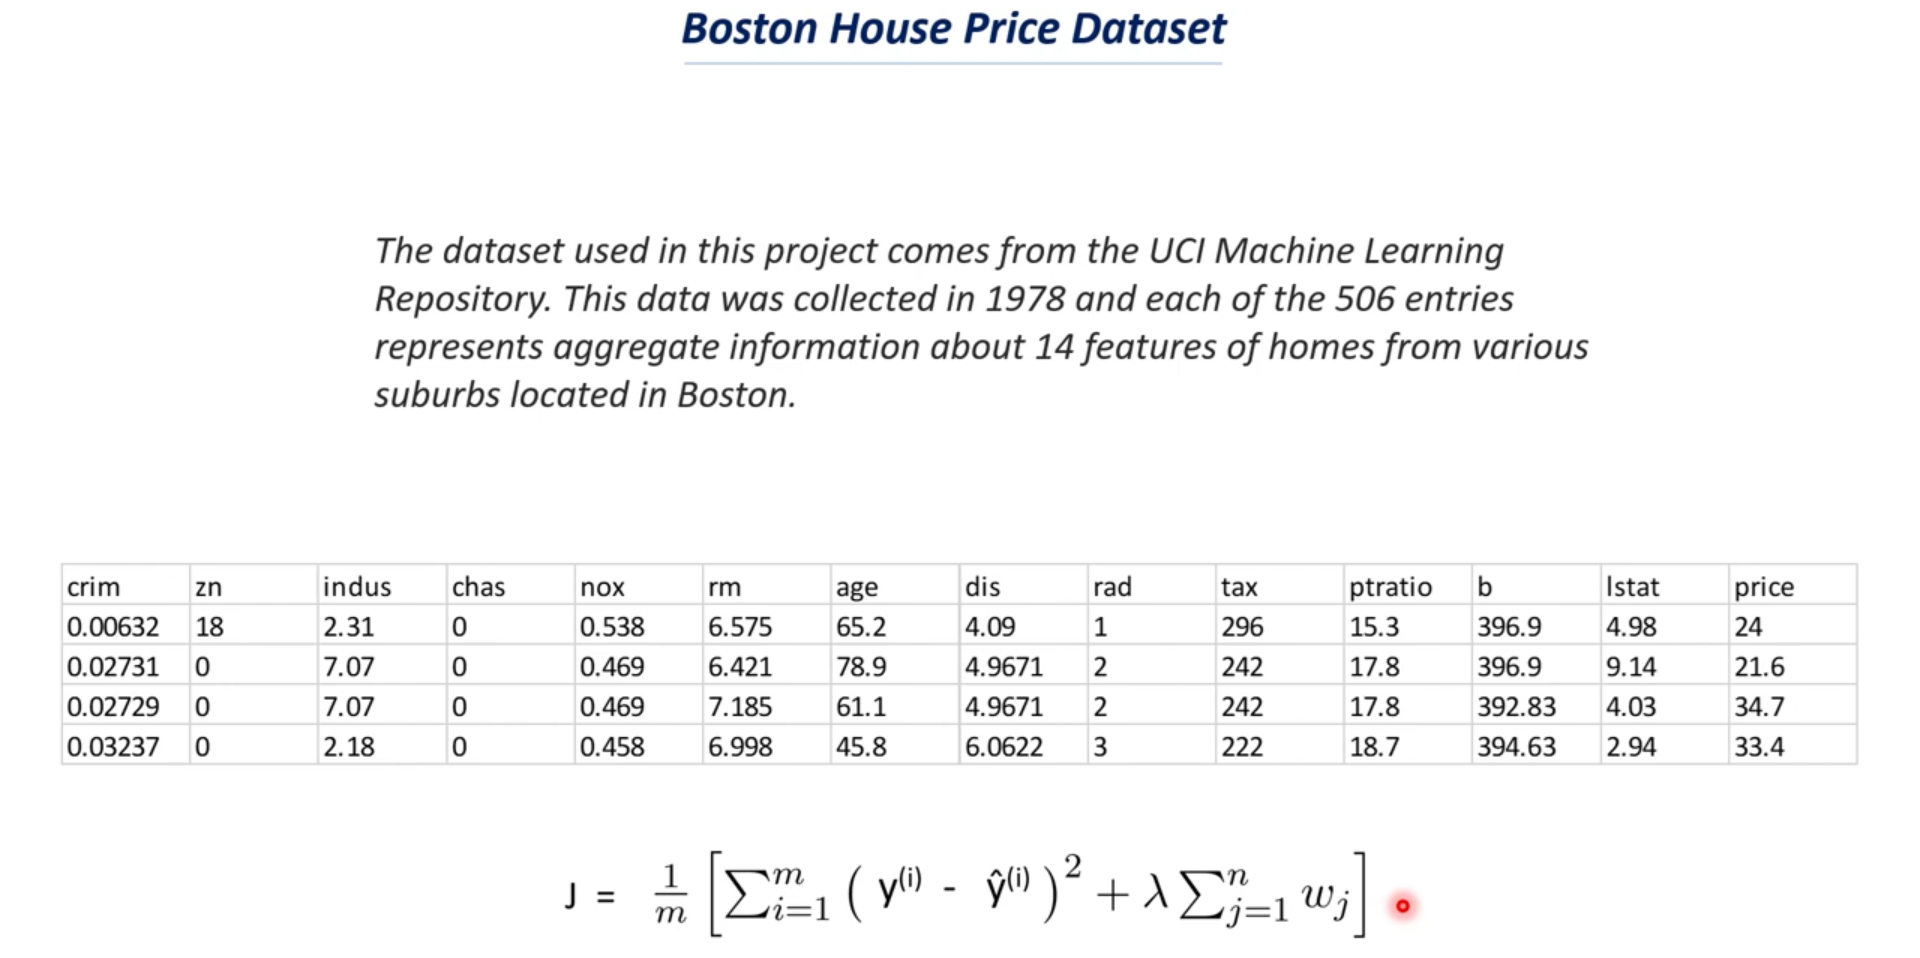 Boston House Price Dataset
The dataset used in this project comes from the UCI Machine Learning
Repository. This data was collected in 1978 and each of the 506 entries
represents aggregate information about 14 features of homes from various
suburbs located in Boston.
crim zn indus chas nox rm age dis rad tax ptratio b lstat price
0.00632 18 2.31 0 0.538 6.575 65.2 4.09 1 296 15.3 396.9 4.98 24
0.02731 0 7.07 0 0.469 6.421 78.9 4.9671 2 242 17.8 396.9 9.14 21.6
0.02729 0 7.07 0 0.469 7.185 61.1 4.9671 2 242 17.8 392.83 4.03 34.7
0.03237 0 2.18 0 0.458 6.998 45.8 6.0622 3 222 18.7 394.63 2.94 33.4
J = \frac{1}{m} \left[ \sum_{i=1}^{m} ( y^{(i)} - ŷ^{(i)} )^2 + λ \sum_{j=1}^{n} w_j \right]